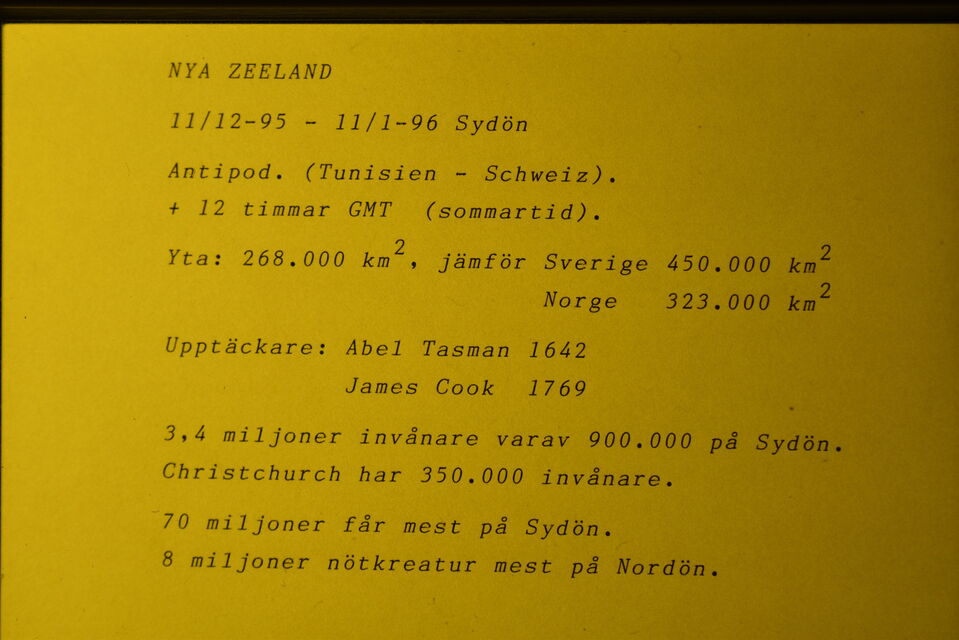 NYA ZEELAND
11/12-95 - 11/1-96 Sydön
Antipod. (Tunisien - Schweiz).
+ 12 timmar GMT (sommartid).
Yta: 268.000 km², jämför Sverige 450.000 km²
Norge 323.000 km²
Upptäckare: Abel Tasman 1642
James Cook 1769
3,4 miljoner invånare varav 900.000 på Sydön.
Christchurch har 350.000 invånare.
70 miljoner får mest på Sydön.
8 miljoner nötkreatur mest på Nordön.